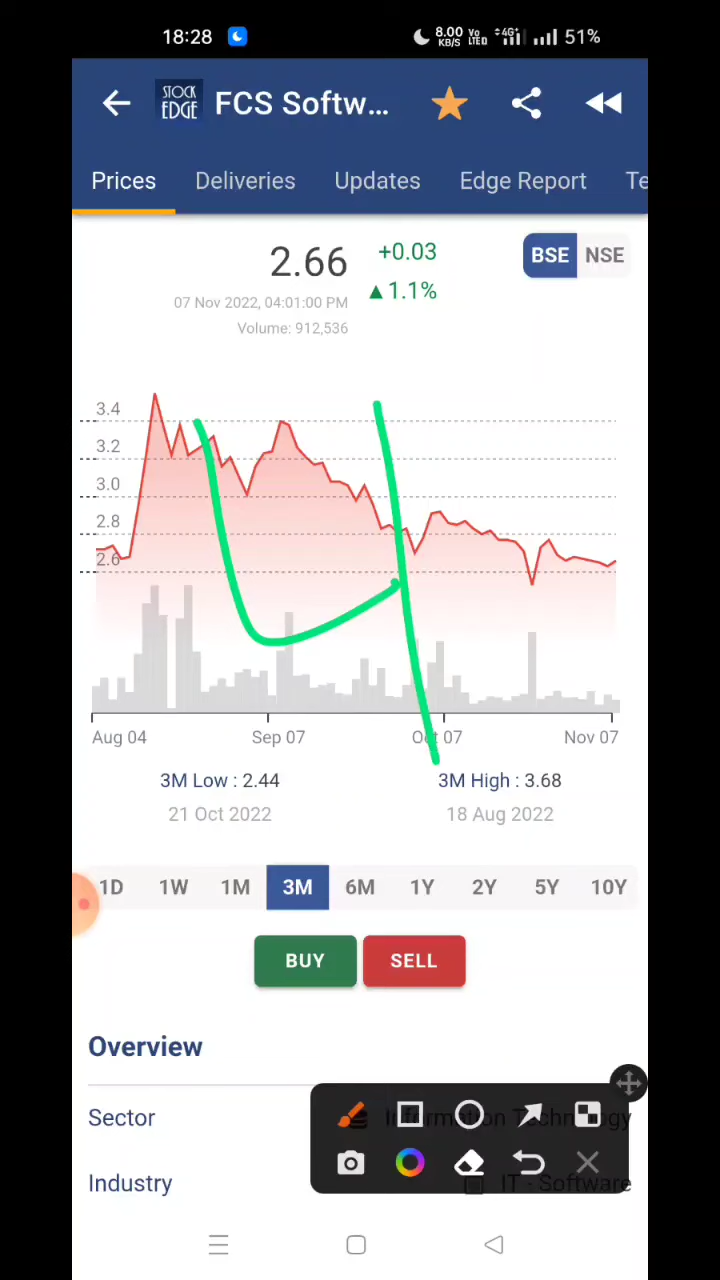 18:28 8.00 KB/S Vo LTED 4G+ 51%
STOCK EDGE FCS Softw...
Prices Deliveries Updates Edge Report Te
2.66 +0.03 BSE NSE
▲1.1%
07 Nov 2022, 04:01:00 PM
Volume: 912,536
3.4
3.2
3.0
2.8
2.6
Aug 04 Sep 07 Oct 07 Nov 07
3M Low : 2.44 3M High : 3.68
21 Oct 2022 18 Aug 2022
1D 1W 1M 3M 6M 1Y 2Y 5Y 10Y
BUY SELL
Overview
Sector Information Technology
Industry IT - Software